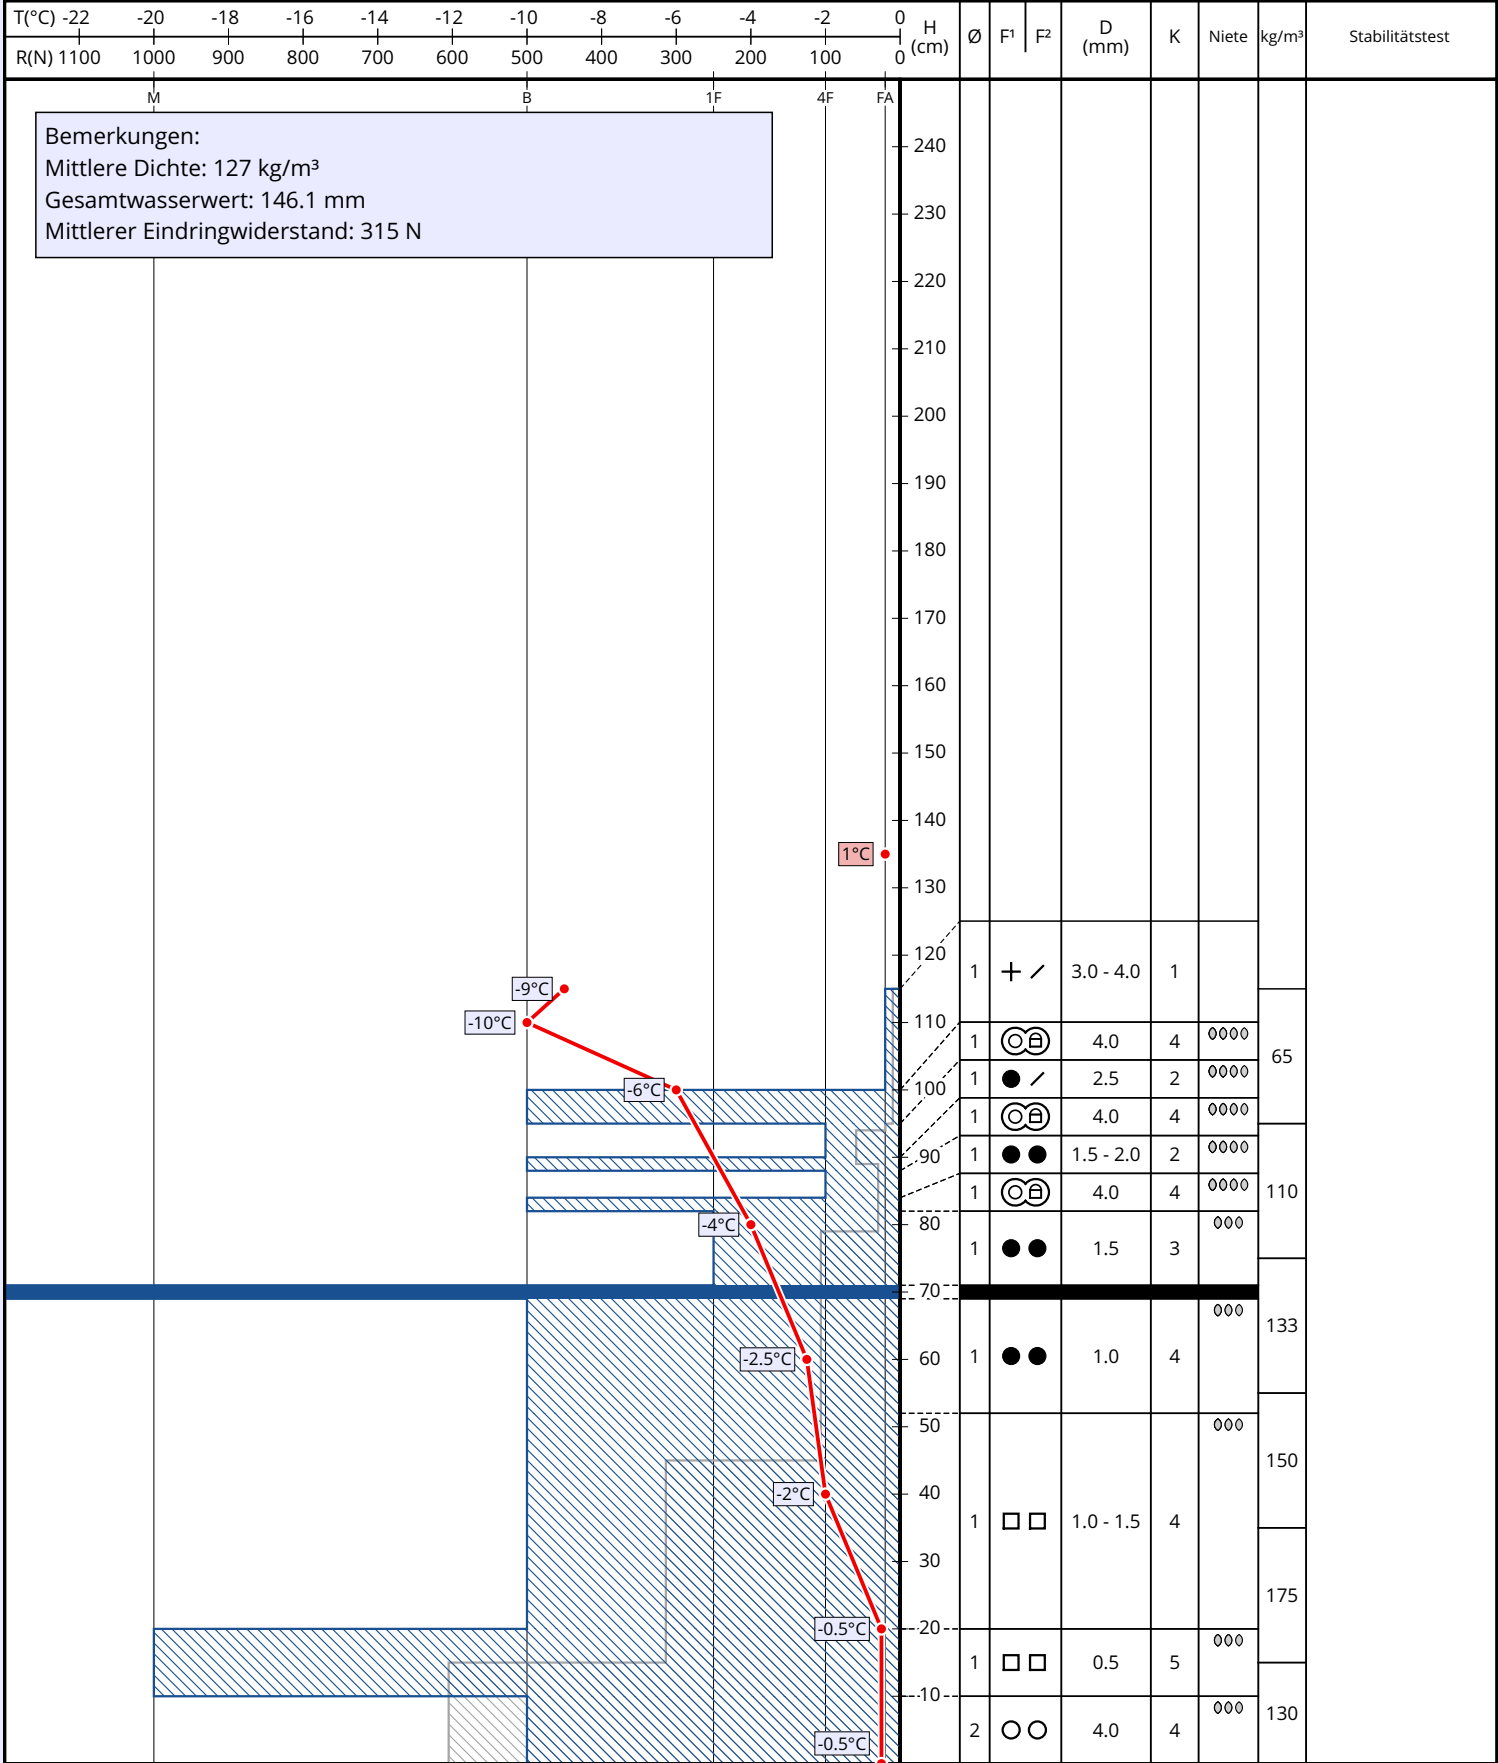 T(°C) -22 -20 -18 -16 -14 -12 -10 -8 -6 -4 -2 0
R(N) 1100 1000 900 800 700 600 500 400 300 200 100 0
H (cm) Ø F¹ F² D (mm) K Niete kg/m³ Stabilitätstest
M B 1F 4F FA
Bemerkungen:
Mittlere Dichte: 127 kg/m³
Gesamtwasserwert: 146.1 mm
Mittlerer Eindringwiderstand: 315 N
240
230
220
210
200
190
180
170
160
150
140
1°C
130
120
1 3.0 - 4.0 1
-9°C
-10°C 110
1 4.0 4
65
1 2.5 2
-6°C 100
1 4.0 4
90
1 1.5 - 2.0 2
1 4.0 4
110
-4°C 80
1 1.5 3
70
133
-2.5°C 60
1 1.0 4
50
150
-2°C 40
1 1.0 - 1.5 4
30
175
-0.5°C 20
1 0.5 5
10
130
2 4.0 4
-0.5°C